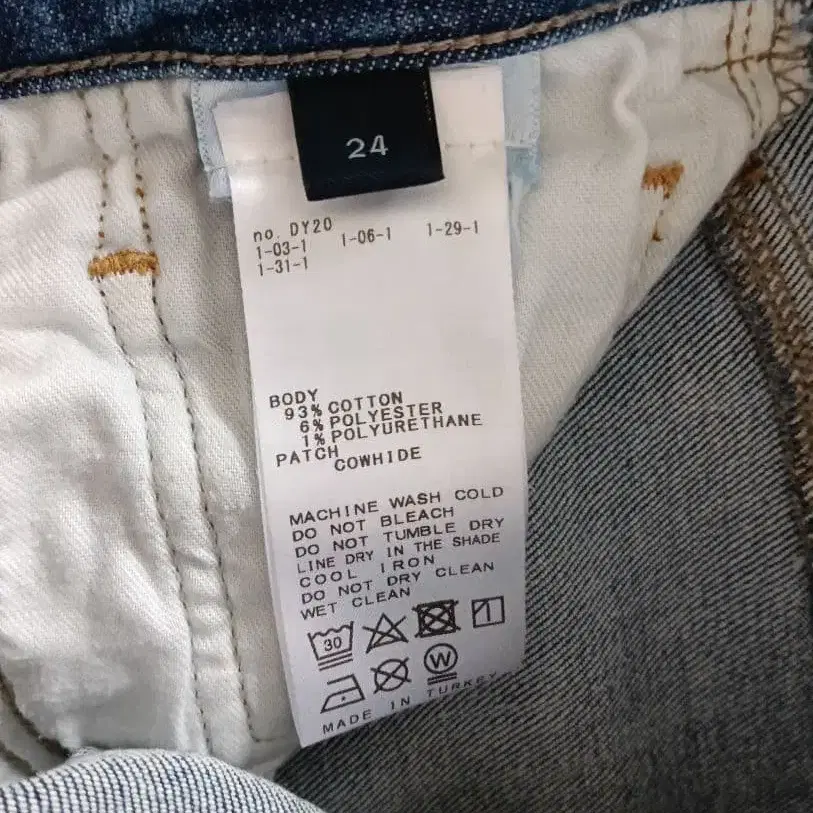 24
no. DY20
1-03-1 1-06-1 1-29-1
1-31-1
BODY
93% COTTON
6% POLYESTER
1% POLYURETHANE
PATCH
COWHIDE
MACHINE WASH COLD
DO NOT BLEACH
DO NOT TUMBLE DRY
LINE DRY IN THE SHADE
COOL IRON
DO NOT DRY CLEAN
WET CLEAN
30
W
MADE IN TURKEY